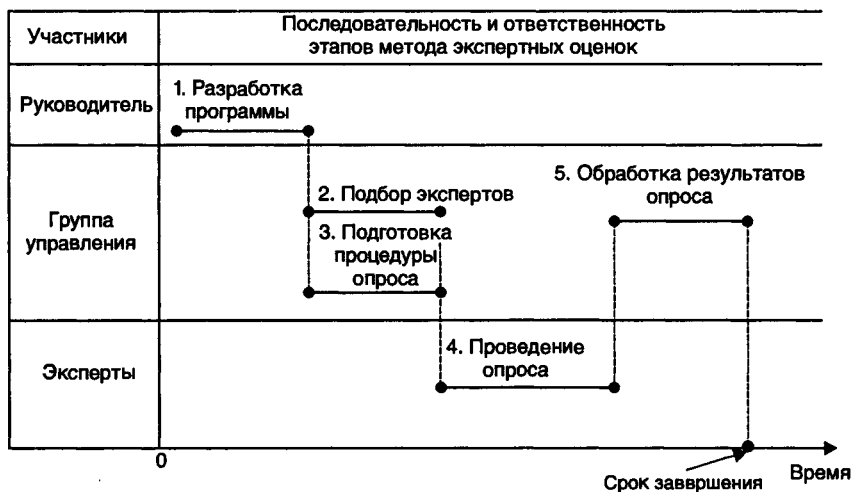 Участники
Последовательность и ответственность
этапов метода экспертных оценок
Руководитель
1. Разработка
программы
Группа
управления
2. Подбор экспертов
3. Подготовка
процедуры
опроса
5. Обработка результатов
опроса
Эксперты
4. Проведение
опроса
0
Срок заввршения
Время